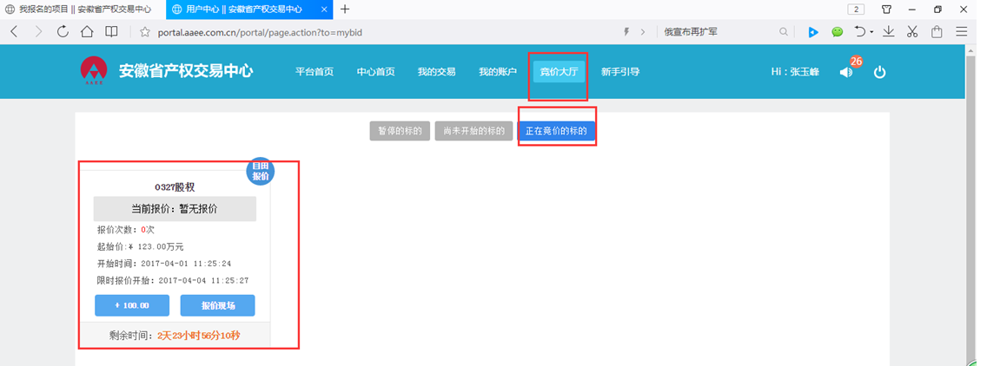 我报名的项目 || 安徽省产权交易中心
用户中心 || 安徽省产权交易中心
2
portal.aaee.com.cn/portal/page.action?to=mybid
俄宣布再扩军
AAEE
安徽省产权交易中心
平台首页
中心首页
我的交易
我的账户
竞价大厅
新手引导
Hi：张玉峰
26
暂停的标的
尚未开始的标的
正在竞价的标的
自由
报价
0327股权
当前报价：暂无报价
报价次数：0次
起始价:¥ 123.00万元
开始时间：2017-04-01 11:25:24
限时报价开始：2017-04-04 11:25:27
+ 100.00
报价现场
剩余时间：2天23小时56分10秒